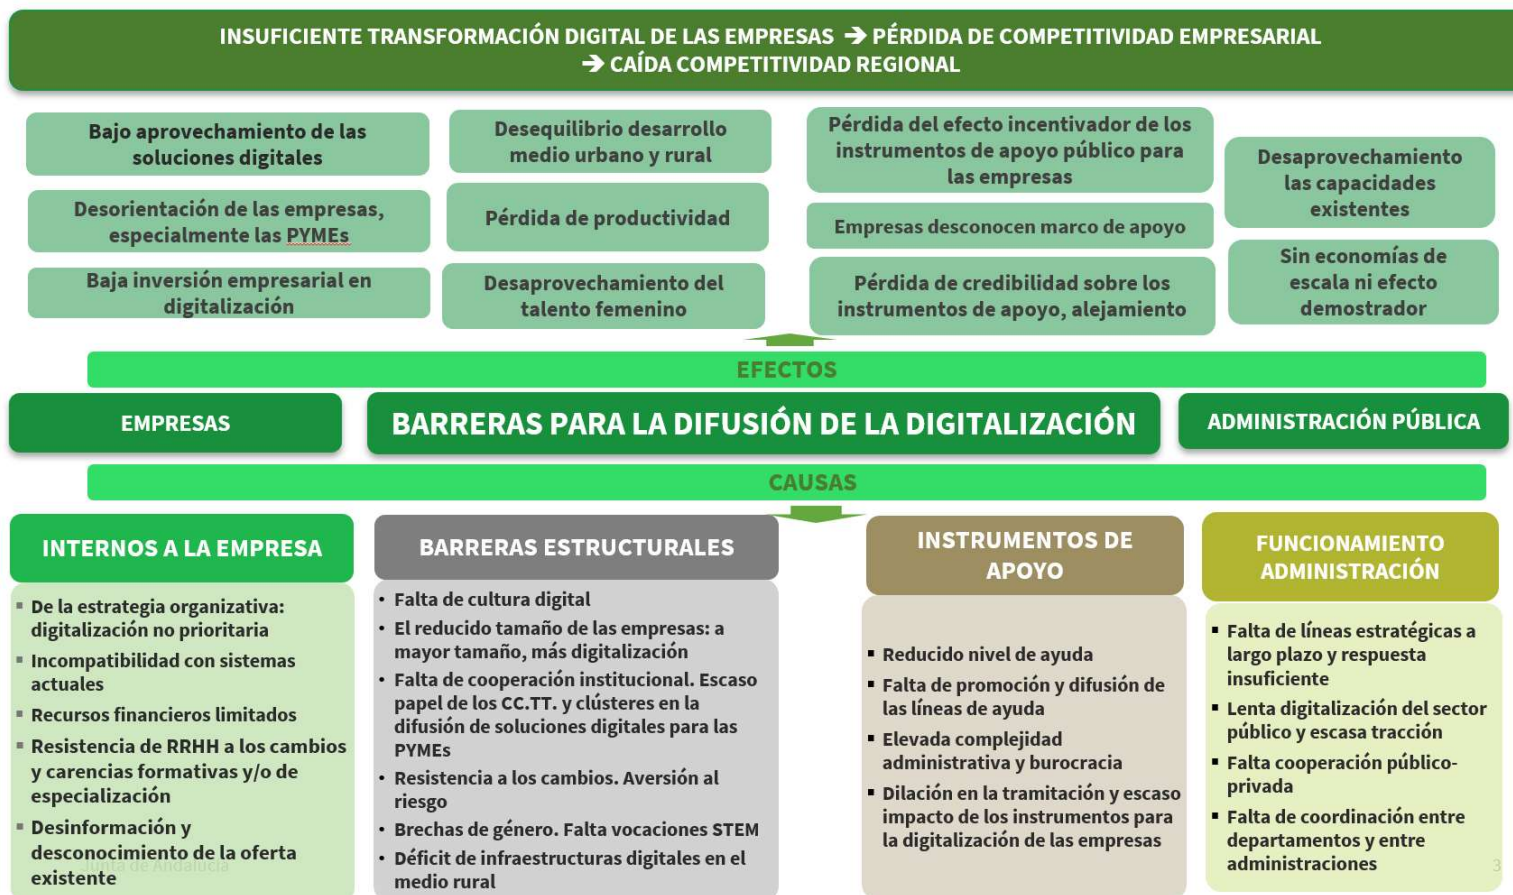 INSUFICIENTE TRANSFORMACIÓN DIGITAL DE LAS EMPRESAS ➔ PÉRDIDA DE COMPETITIVIDAD EMPRESARIAL
➔ CAÍDA COMPETITIVIDAD REGIONAL
Bajo aprovechamiento de las
soluciones digitales
Desorientación de las empresas,
especialmente las PYMEs
Baja inversión empresarial en
digitalización
Desequilibrio desarrollo
medio urbano y rural
Pérdida de productividad
Desaprovechamiento del
talento femenino
Pérdida del efecto incentivador de los
instrumentos de apoyo público para
las empresas
Empresas desconocen marco de apoyo
Pérdida de credibilidad sobre los
instrumentos de apoyo, alejamiento
Desaprovechamiento
las capacidades
existentes
Sin economías de
escala ni efecto
demostrador
EFECTOS
EMPRESAS
BARRERAS PARA LA DIFUSIÓN DE LA DIGITALIZACIÓN
ADMINISTRACIÓN PÚBLICA
CAUSAS
INTERNOS A LA EMPRESA
▪ De la estrategia organizativa:
digitalización no prioritaria
▪ Incompatibilidad con sistemas
actuales
▪ Recursos financieros limitados
▪ Resistencia de RRHH a los cambios
y carencias formativas y/o de
especialización
▪ Desinformación y
desconocimiento de la oferta
existente
Junta de Andalucía
BARRERAS ESTRUCTURALES
• Falta de cultura digital
• El reducido tamaño de las empresas: a
mayor tamaño, más digitalización
• Falta de cooperación institucional. Escaso
papel de los CC.TT. y clústeres en la
difusión de soluciones digitales para las
PYMEs
• Resistencia a los cambios. Aversión al
riesgo
• Brechas de género. Falta vocaciones STEM
• Déficit de infraestructuras digitales en el
medio rural
INSTRUMENTOS DE
APOYO
▪ Reducido nivel de ayuda
▪ Falta de promoción y difusión de
las líneas de ayuda
▪ Elevada complejidad
administrativa y burocracia
▪ Dilación en la tramitación y escaso
impacto de los instrumentos para
la digitalización de las empresas
FUNCIONAMIENTO
ADMINISTRACIÓN
▪ Falta de líneas estratégicas a
largo plazo y respuesta
insuficiente
▪ Lenta digitalización del sector
público y escasa tracción
▪ Falta cooperación público-
privada
▪ Falta de coordinación entre
departamentos y entre
administraciones
3